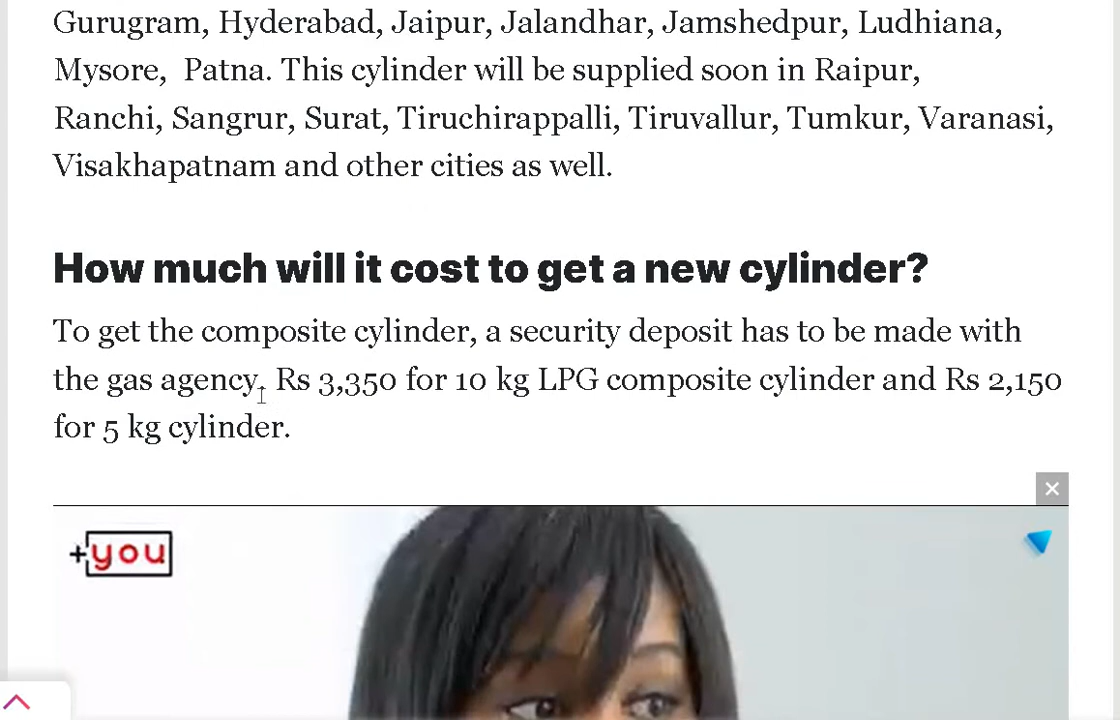 Gurugram, Hyderabad, Jaipur, Jalandhar, Jamshedpur, Ludhiana,
Mysore, Patna. This cylinder will be supplied soon in Raipur,
Ranchi, Sangrur, Surat, Tiruchirappalli, Tiruvallur, Tumkur, Varanasi,
Visakhapatnam and other cities as well.
How much will it cost to get a new cylinder?
To get the composite cylinder, a security deposit has to be made with
the gas agency, Rs 3,350 for 10 kg LPG composite cylinder and Rs 2,150
for 5 kg cylinder.
+you